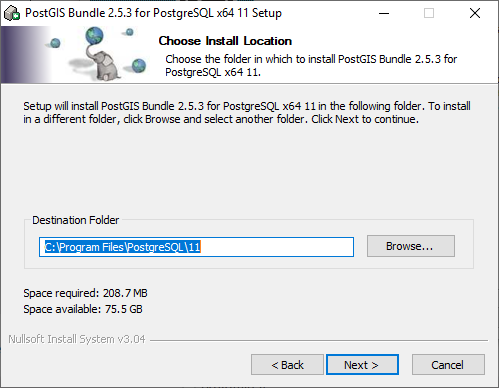 PostGIS Bundle 2.5.3 for PostgreSQL x64 11 Setup
Choose Install Location
Choose the folder in which to install PostGIS Bundle 2.5.3 for
PostgreSQL x64 11.
Setup will install PostGIS Bundle 2.5.3 for PostgreSQL x64 11 in the following folder. To install
in a different folder, click Browse and select another folder. Click Next to continue.
Destination Folder
C:\Program Files\PostgreSQL\11
Browse...
Space required: 208.7 MB
Space available: 75.5 GB
Nullsoft Install System v3.04
< Back
Next >
Cancel